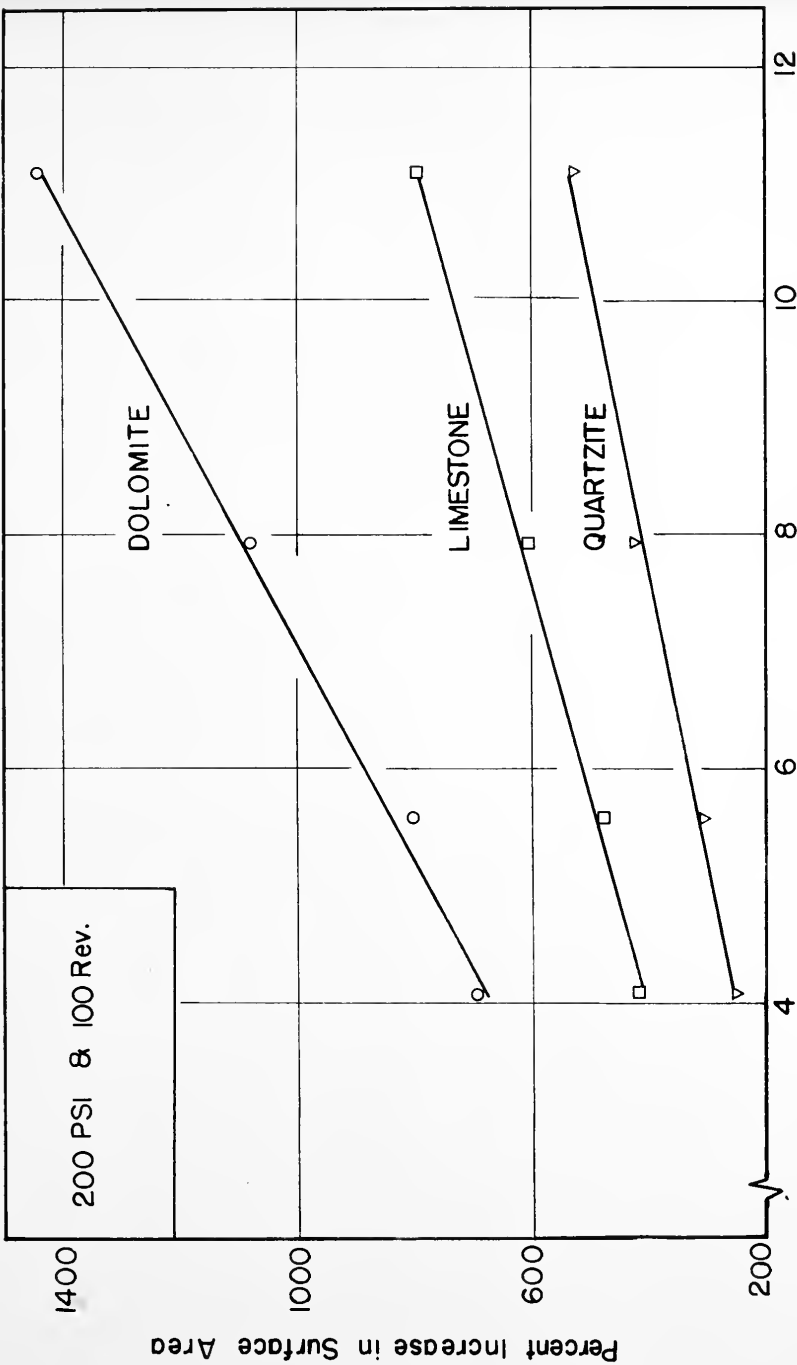 200 PSI & 100 Rev.
DOLOMITE
LIMESTONE
QUARTZITE
1400
1000
600
200
4
6
8
10
12
Percent Increase in Surface Area